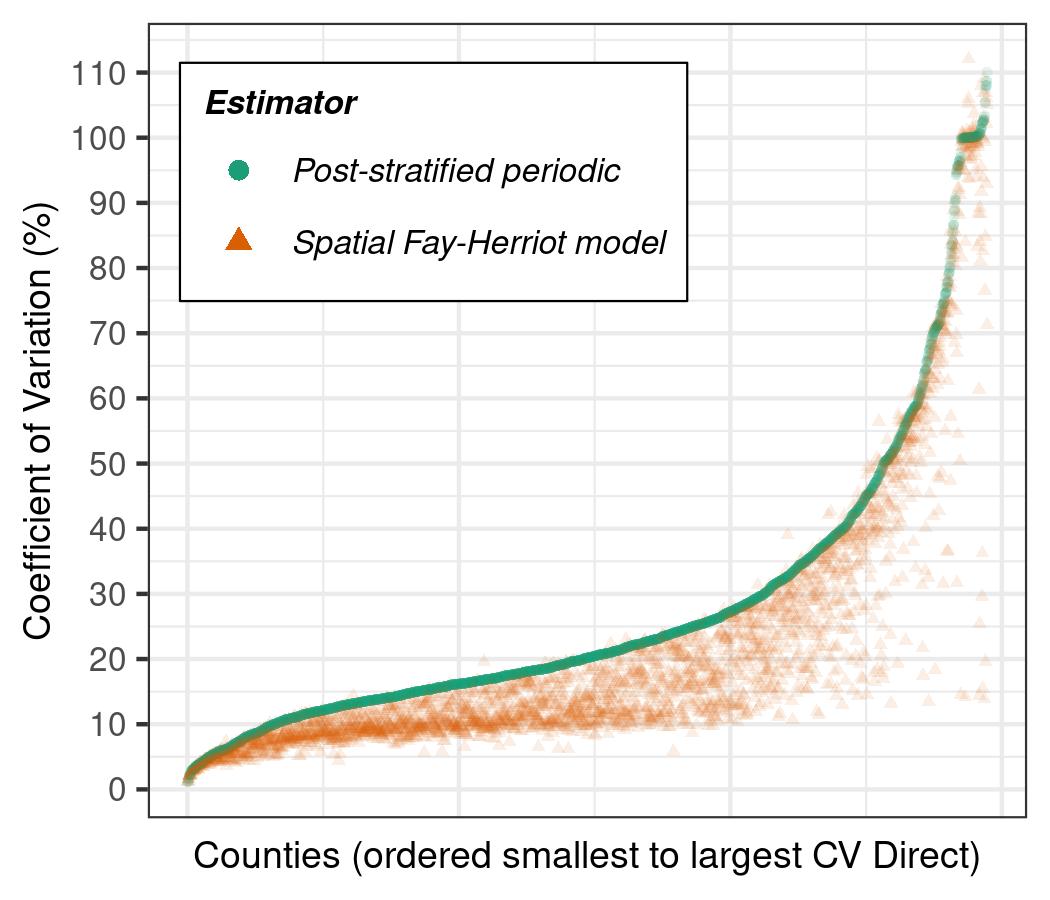 Estimator
Post-stratified periodic
Spatial Fay-Herriot model
110
100
90
80
70
60
50
40
30
20
10
0
Coefficient of Variation (%)
Counties (ordered smallest to largest CV Direct)